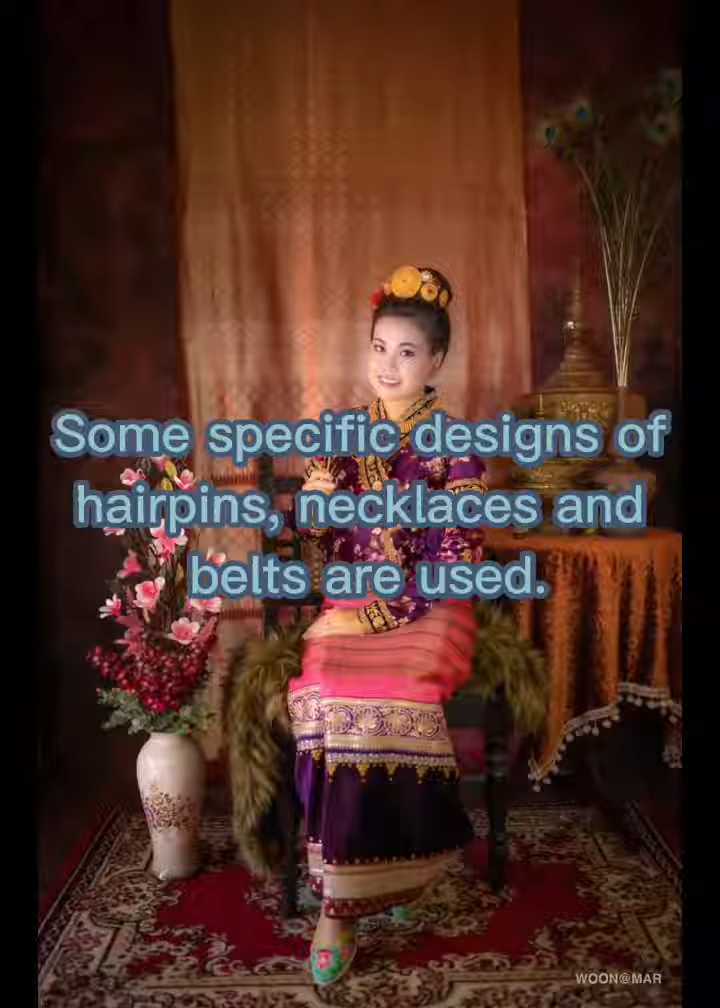 Some specific designs of
hairpins, necklaces and
belts are used.
WOON@MAR